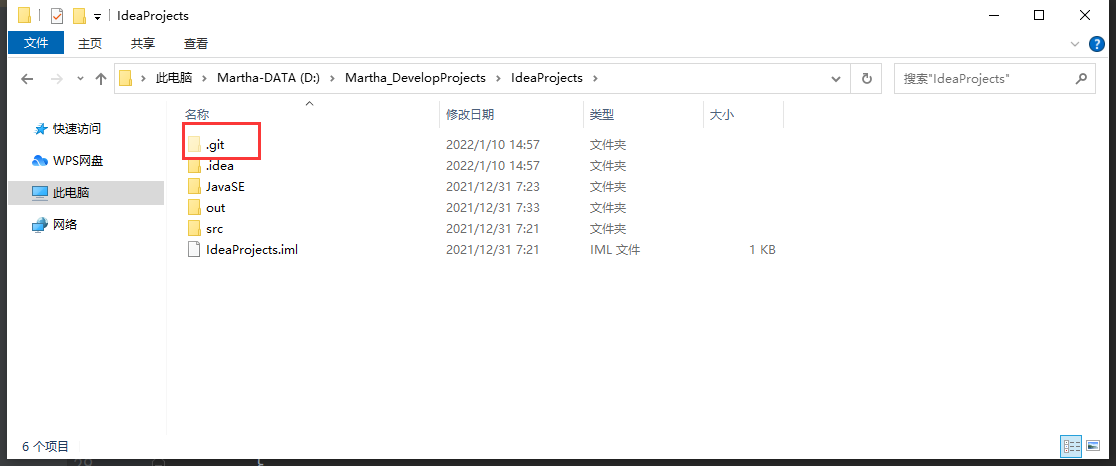 IdeaProjects
文件 主页 共享 查看
此电脑 Martha-DATA (D:) Martha_DevelopProjects IdeaProjects 搜索"IdeaProjects"
名称 修改日期 类型 大小
快速访问
WPS网盘
此电脑
网络
.git 2022/1/10 14:57 文件夹
.idea 2022/1/10 14:57 文件夹
JavaSE 2021/12/31 7:23 文件夹
out 2021/12/31 7:33 文件夹
src 2021/12/31 7:21 文件夹
IdeaProjects.iml 2021/12/31 7:21 IML 文件 1 KB
6 个项目